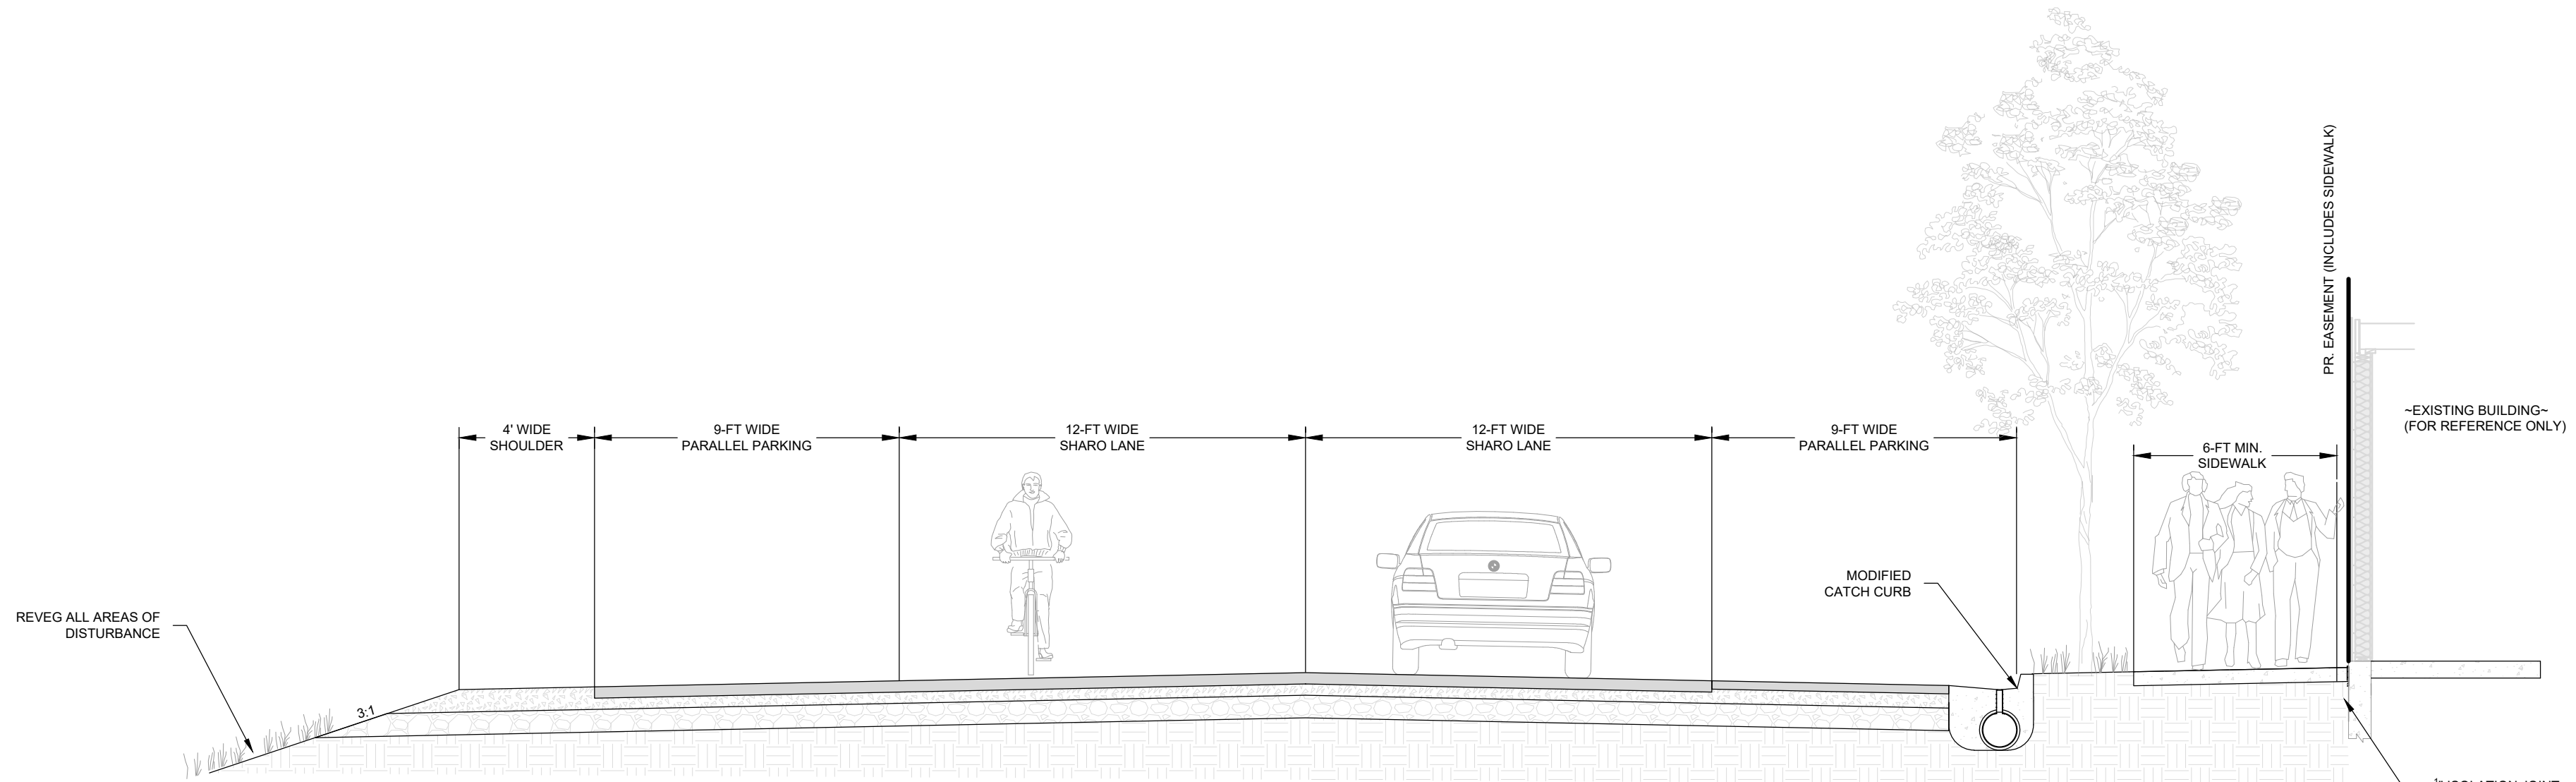 PR. EASEMENT (INCLUDES SIDEWALK)
~EXISTING BUILDING~
(FOR REFERENCE ONLY)
4' WIDE
SHOULDER
9-FT WIDE
PARALLEL PARKING
12-FT WIDE
SHARO LANE
12-FT WIDE
SHARO LANE
9-FT WIDE
PARALLEL PARKING
6-FT MIN.
SIDEWALK
MODIFIED
CATCH CURB
REVEG ALL AREAS OF
DISTURBANCE
3:1